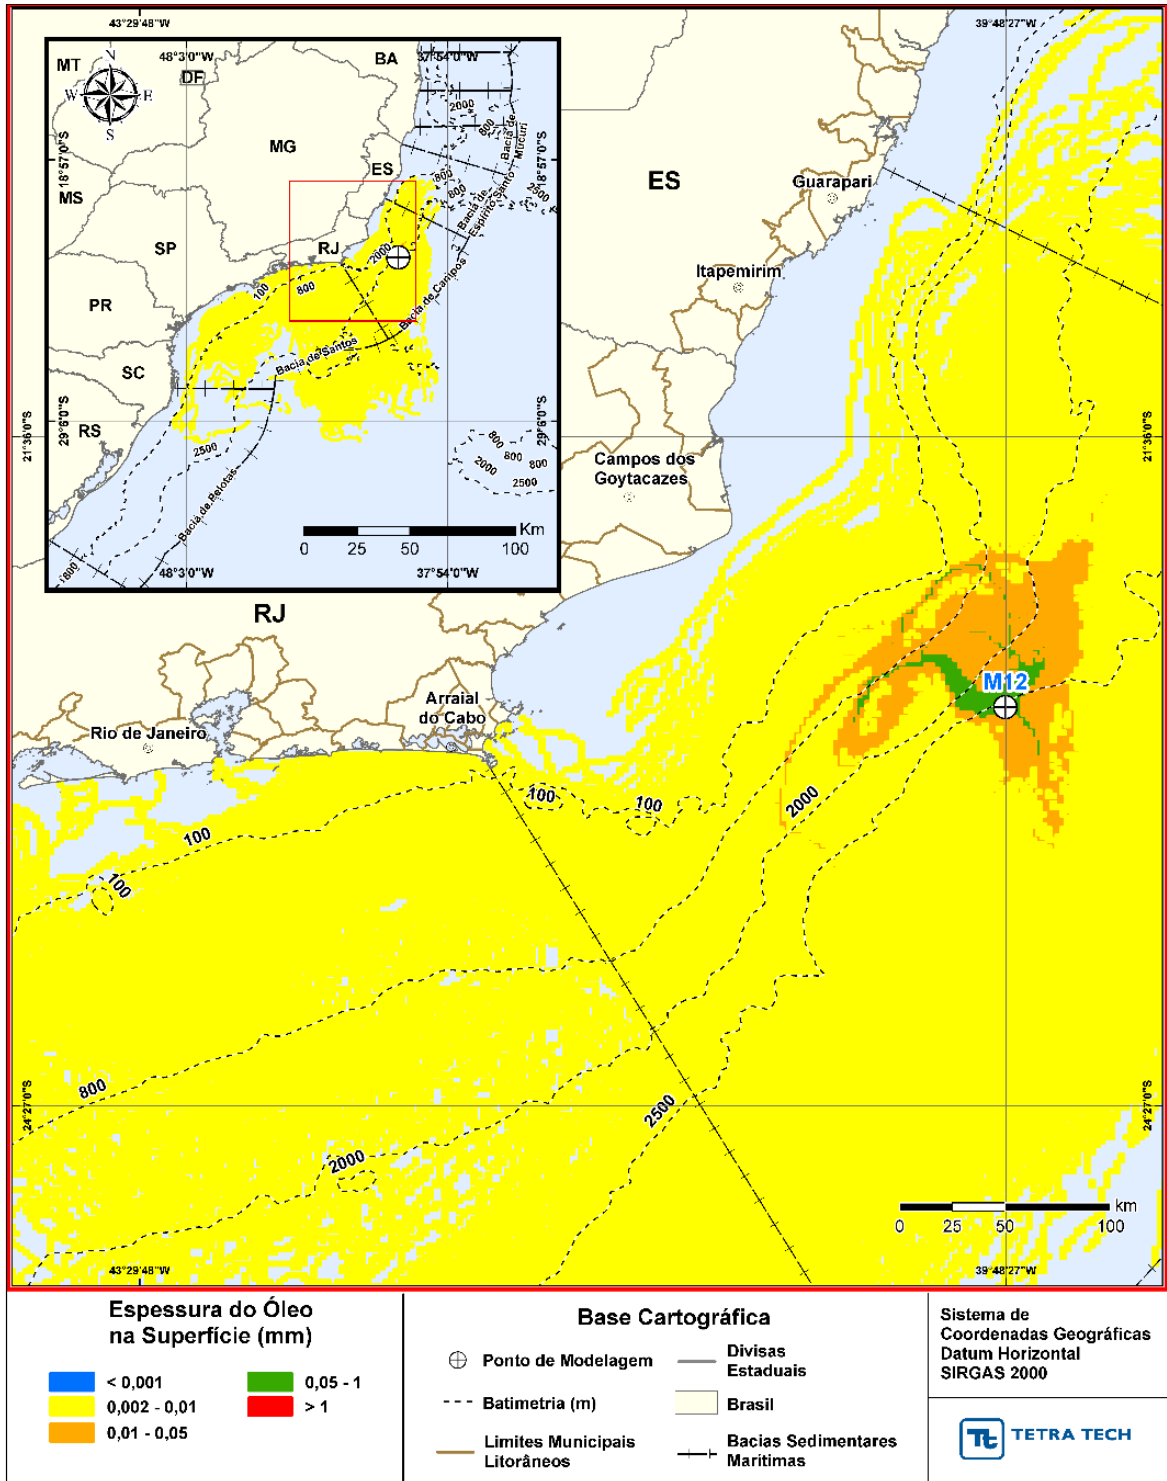 43°29'48"W
39°48'27"W
48°3'0"W
37°54'0"W
MT
N
W
E
S
DF
BA
MG
ES
MS
SP
RJ
PR
SC
RS
18°57'0"S
18°57'0"S
29°6'0"S
29°6'0"S
2000
800
Bacia de
Mucuri
800
800
2500
Bacia de
Espírito Santo
2000
100
800
Bacia de Campos
Bacia de Santos
2500
Bacia de Pelotas
800
800
800
800
2000
2500
Km
0 25 50 100
48°3'0"W
37°54'0"W
ES
Guarapari
Itapemirim
21°36'0"S
21°36'0"S
Campos dos
Goytacazes
RJ
M12
Arraial
do Cabo
Rio de Janeiro
100
100
100
100
2000
800
2500
2000
24°27'0"S
24°27'0"S
km
0 25 50 100
43°29'48"W
39°48'27"W
Espessura do Óleo
na Superfície (mm)
< 0,001
0,002 - 0,01
0,01 - 0,05
0,05 - 1
> 1
Base Cartográfica
Ponto de Modelagem
Batimetria (m)
Limites Municipais
Litorâneos
Divisas
Estaduais
Brasil
Bacias Sedimentares
Marítimas
Sistema de
Coordenadas Geográficas
Datum Horizontal
SIRGAS 2000
Tt TETRA TECH